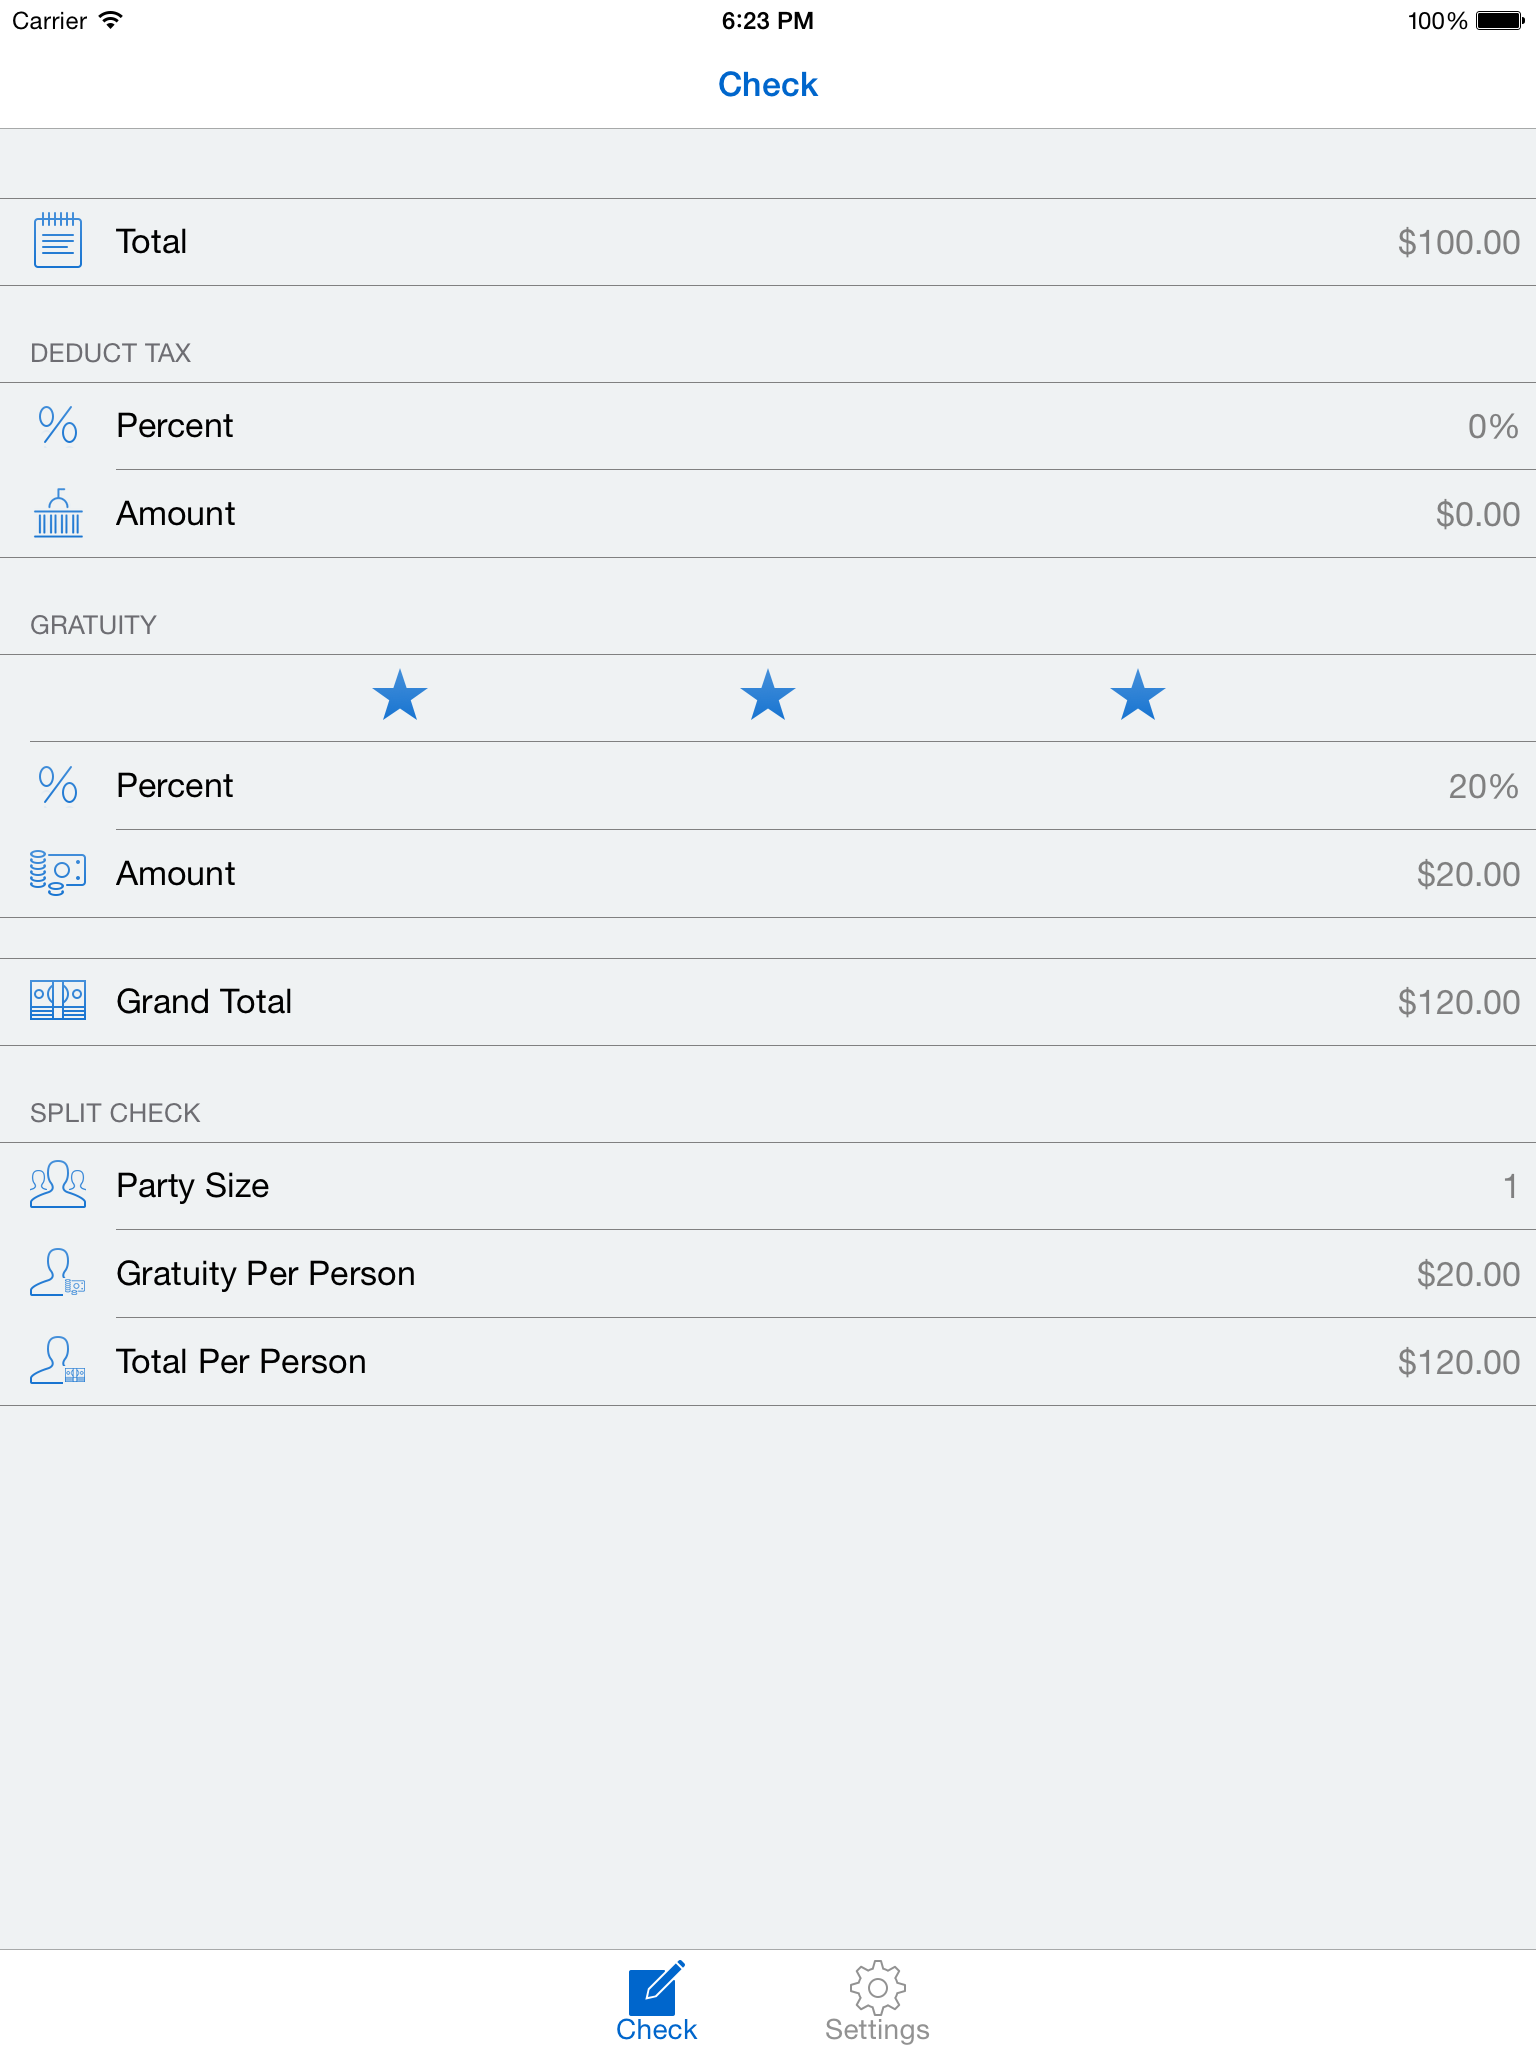 Carrier 6:23 PM 100%
Check
Total $100.00
DEDUCT TAX
Percent 0%
Amount $0.00
GRATUITY
Percent 20%
Amount $20.00
Grand Total $120.00
SPLIT CHECK
Party Size 1
Gratuity Per Person $20.00
Total Per Person $120.00
Check Settings